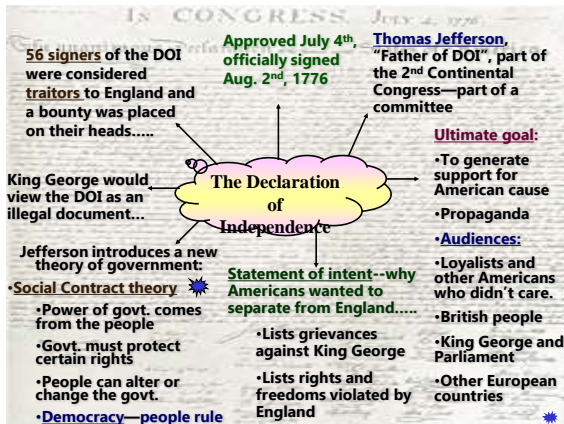 IN CONGRESS. JULY 4, 1776.
56 signers of the DOI
were considered
traitors to England and
a bounty was placed
on their heads.....
Approved July 4th,
officially signed
Aug. 2nd, 1776
Thomas Jefferson,
“Father of DOI”, part of
the 2nd Continental
Congress—part of a
committee
King George would
view the DOI as an
illegal document…
The Declaration
of
Independence
Jefferson introduces a new
theory of government:
•Social Contract theory
•Power of govt. comes
from the people
•Govt. must protect
certain rights
•People can alter or
change the govt.
•Democracy—people rule
Statement of intent--why
Americans wanted to
separate from England…..
•Lists grievances
against King George
•Lists rights and
freedoms violated by
England
Ultimate goal:
•To generate
support for
American cause
•Propaganda
•Audiences:
•Loyalists and
other Americans
who didn’t care.
•British people
•King George and
Parliament
•Other European
countries